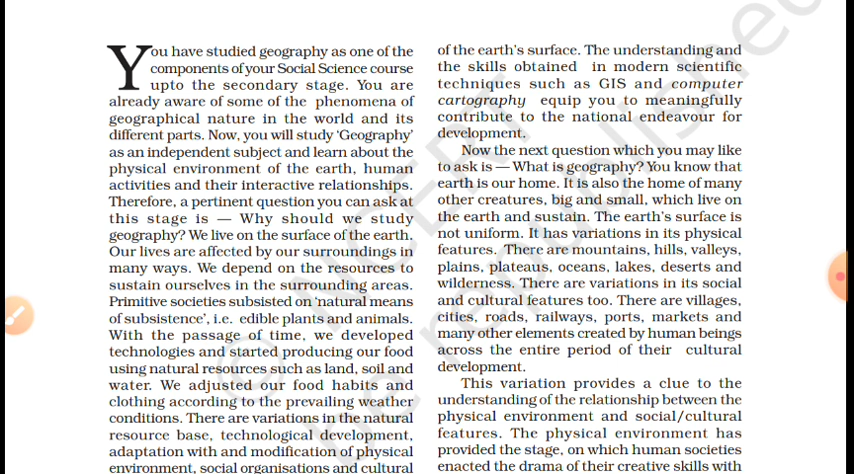 You have studied geography as one of the
components of your Social Science course
upto the secondary stage. You are
already aware of some of the phenomena of
geographical nature in the world and its
different parts. Now, you will study ‘Geography’
as an independent subject and learn about the
physical environment of the earth, human
activities and their interactive relationships.
Therefore, a pertinent question you can ask at
this stage is — Why should we study
geography? We live on the surface of the earth.
Our lives are affected by our surroundings in
many ways. We depend on the resources to
sustain ourselves in the surrounding areas.
Primitive societies subsisted on ‘natural means
of subsistence’, i.e. edible plants and animals.
With the passage of time, we developed
technologies and started producing our food
using natural resources such as land, soil and
water. We adjusted our food habits and
clothing according to the prevailing weather
conditions. There are variations in the natural
resource base, technological development,
adaptation with and modification of physical
environment, social organisations and cultural
of the earth’s surface. The understanding and
the skills obtained in modern scientific
techniques such as GIS and computer
cartography equip you to meaningfully
contribute to the national endeavour for
development.
Now the next question which you may like
to ask is — What is geography? You know that
earth is our home. It is also the home of many
other creatures, big and small, which live on
the earth and sustain. The earth’s surface is
not uniform. It has variations in its physical
features. There are mountains, hills, valleys,
plains, plateaus, oceans, lakes, deserts and
wilderness. There are variations in its social
and cultural features too. There are villages,
cities, roads, railways, ports, markets and
many other elements created by human beings
across the entire period of their cultural
development.
This variation provides a clue to the
understanding of the relationship between the
physical environment and social/cultural
features. The physical environment has
provided the stage, on which human societies
enacted the drama of their creative skills with
© NCERT
be republished